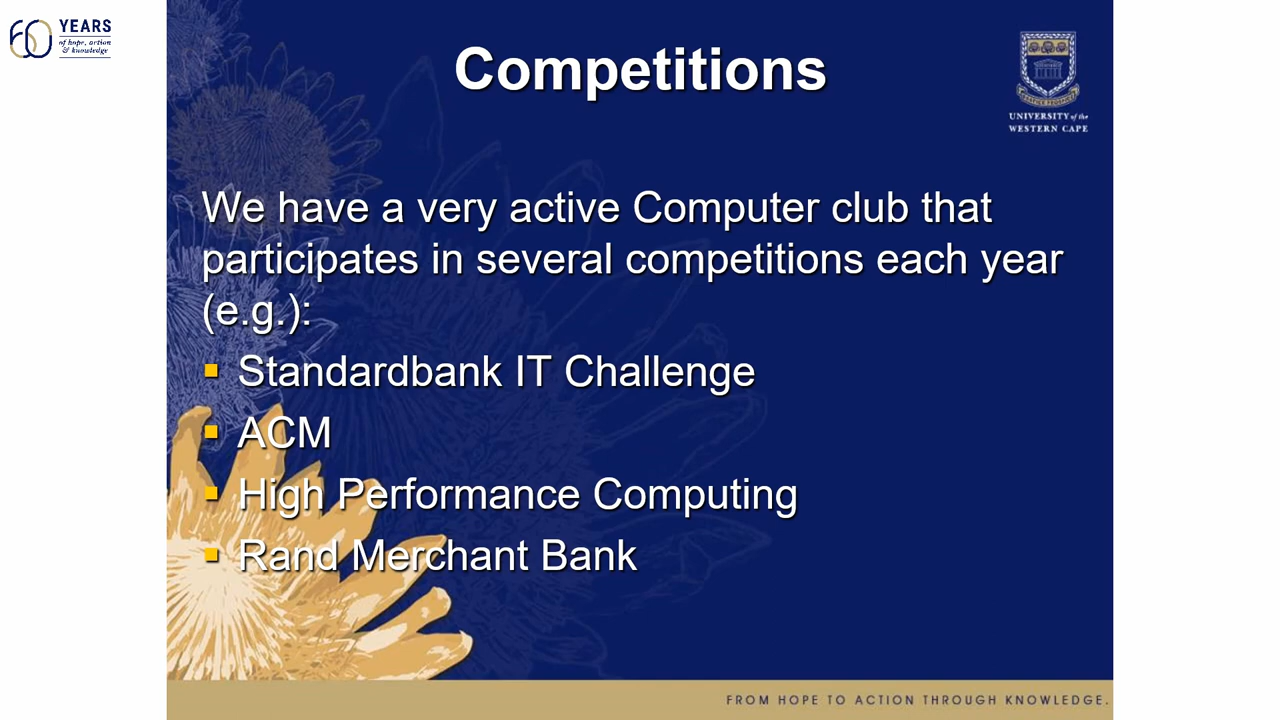 60 YEARS
of hope, action
& knowledge
Competitions
UNIVERSITY of the
WESTERN CAPE
We have a very active Computer club that
participates in several competitions each year
(e.g.):
▪ Standardbank IT Challenge
▪ ACM
▪ High Performance Computing
▪ Rand Merchant Bank
FROM HOPE TO ACTION THROUGH KNOWLEDGE.